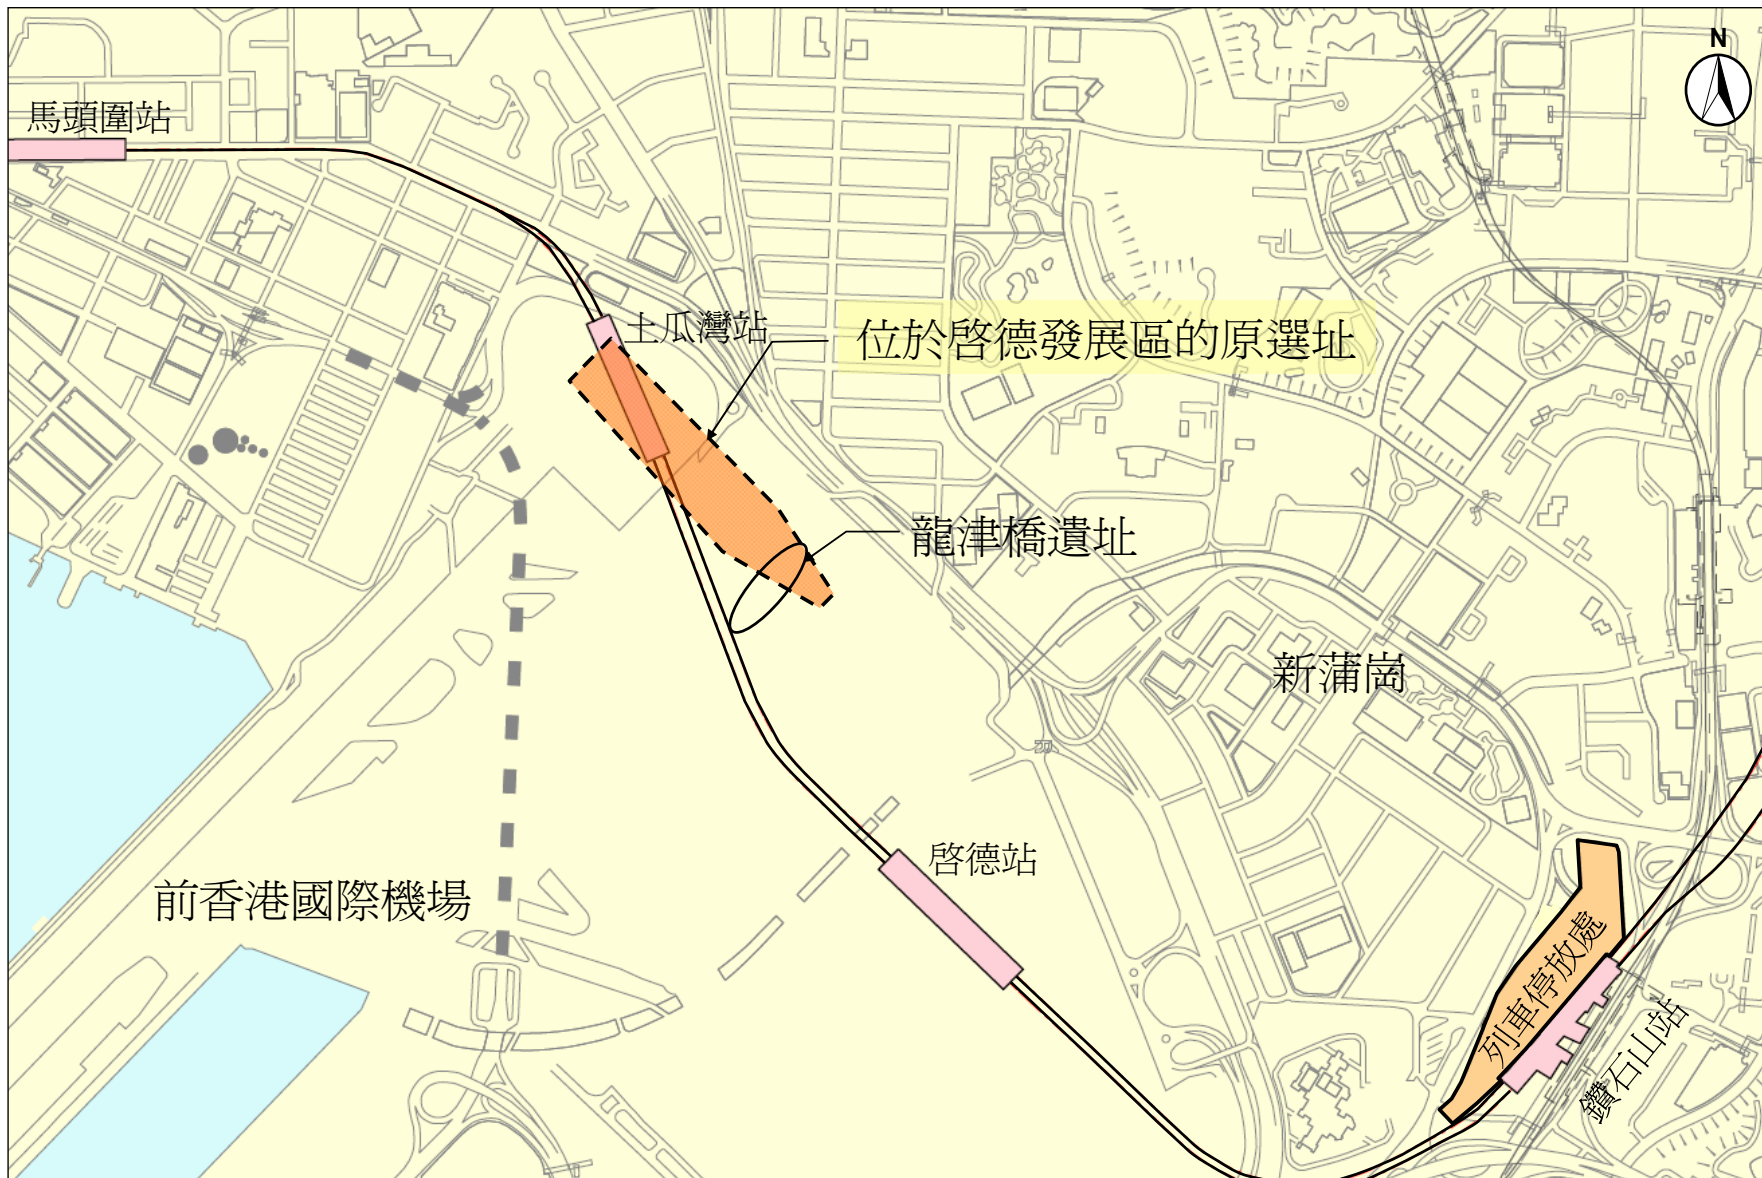 N
馬頭圍站
土瓜灣站
位於啓德發展區的原選址
龍津橋遺址
新蒲崗
啓德站
前香港國際機場
列車停放處
鑽石山站